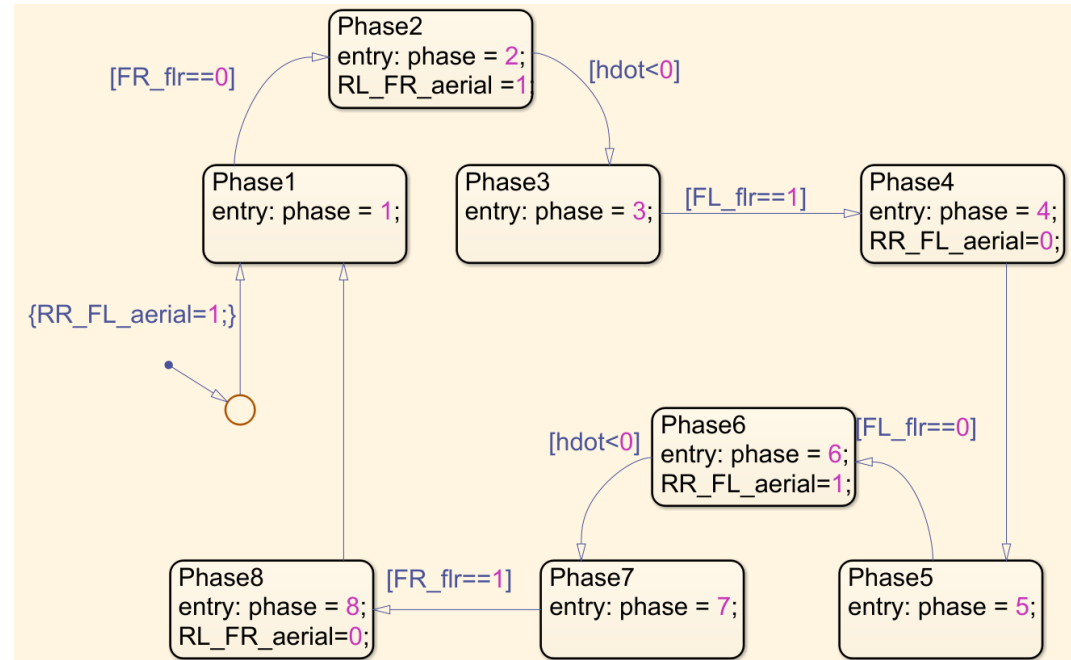 Phase2
entry: phase = 2;
RL_FR_aerial =1;
[FR_flr==0]
[hdot<0]
Phase1
entry: phase = 1;
Phase3
entry: phase = 3;
[FL_flr==1]
Phase4
entry: phase = 4;
RR_FL_aerial=0;
{RR_FL_aerial=1;}
Phase6
entry: phase = 6;
RR_FL_aerial=1;
[FL_flr==0]
[hdot<0]
Phase8
entry: phase = 8;
RL_FR_aerial=0;
[FR_flr==1]
Phase7
entry: phase = 7;
Phase5
entry: phase = 5;